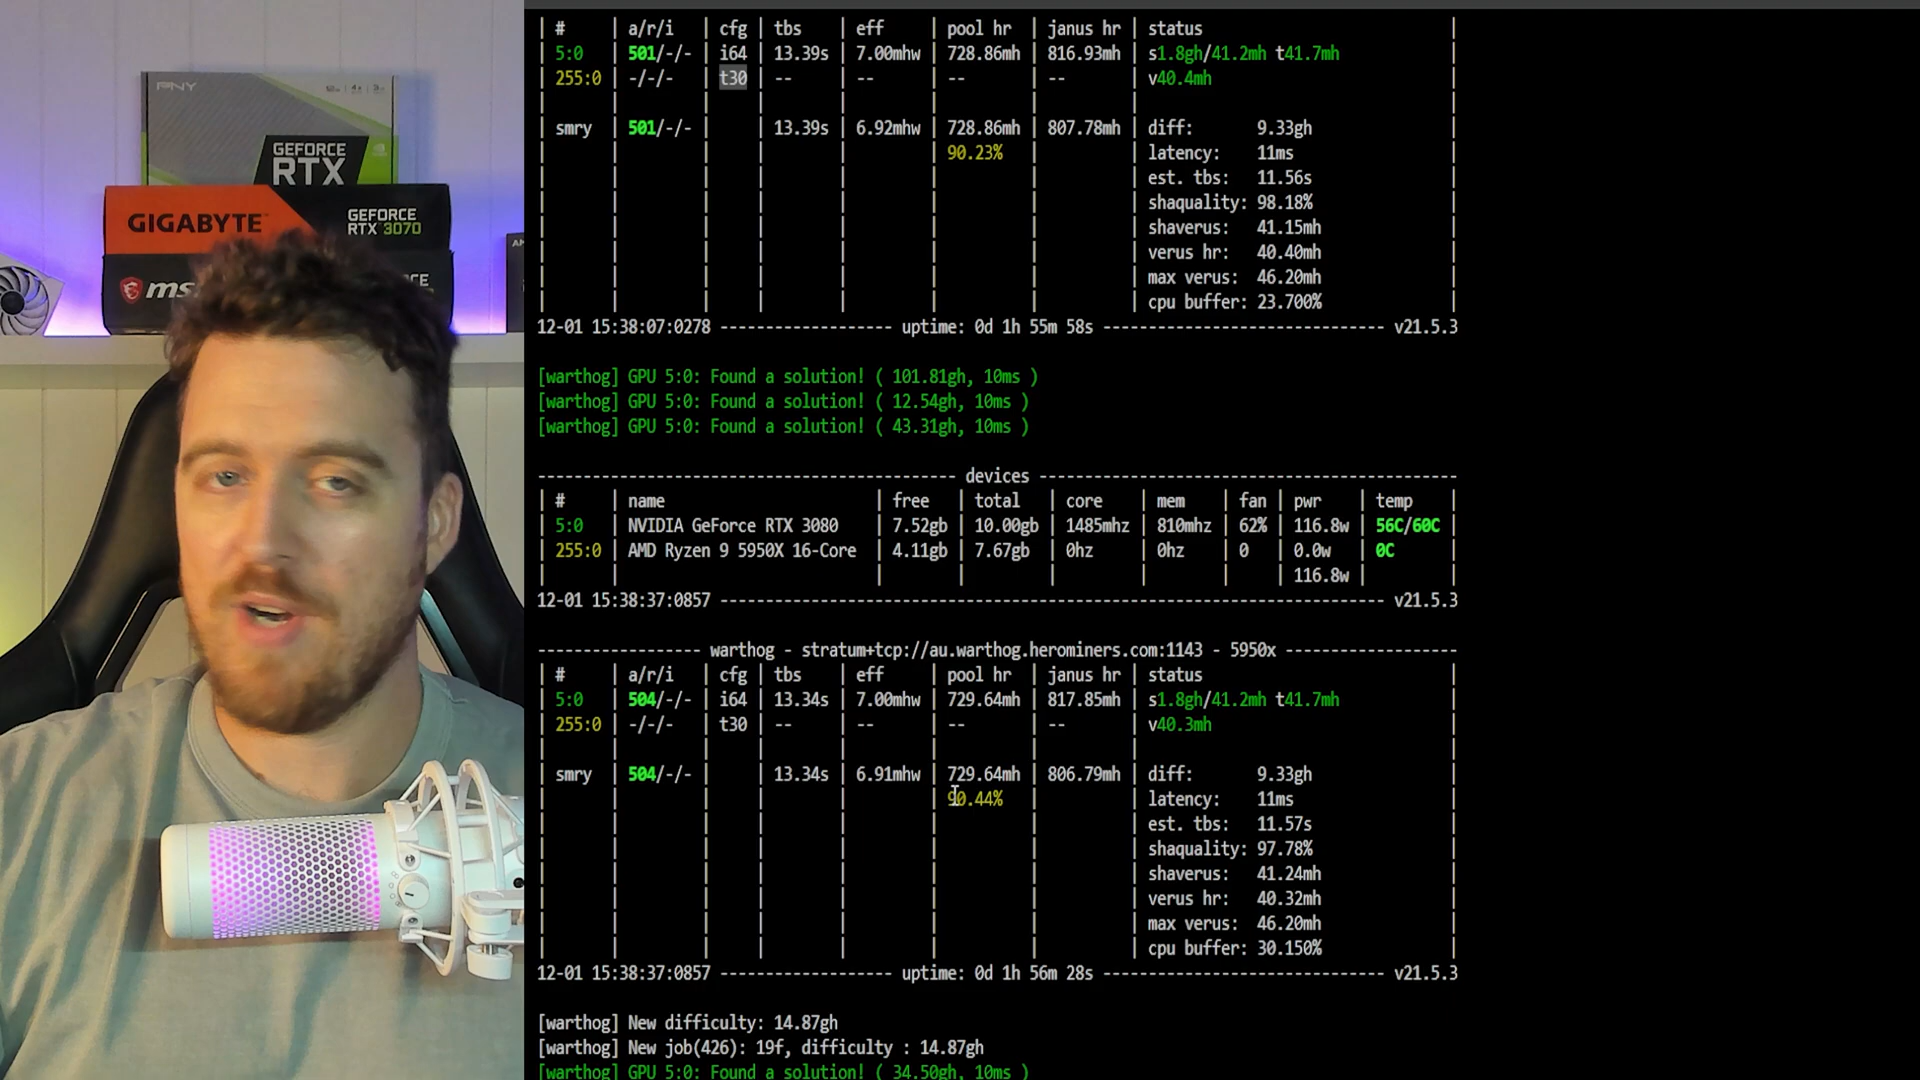 PNY
GEFORCE
RTX
GIGABYTE
GEFORCE
RTX 3070
msi
| # | a/r/i | cfg | tbs | eff | pool hr | janus hr | status |
| 5:0 | 501/-/- | i64 | 13.39s | 7.00mhw | 728.86mh | 816.93mh | s1.8gh/41.2mh t41.7mh |
| 255:0 | -/-/- | t30 | -- | -- | -- | -- | v40.4mh |
| smry | 501/-/- | | 13.39s | 6.92mhw | 728.86mh | 807.78mh | diff: 9.33gh |
90.23% | latency: 11ms
est. tbs: 11.56s
shaquality: 98.18%
shaverus: 41.15mh
verus hr: 40.40mh
max verus: 46.20mh
cpu buffer: 23.700%
12-01 15:38:07:0278 ------------------- uptime: 0d 1h 55m 58s ------------------------------- v21.5.3
[warthog] GPU 5:0: Found a solution! ( 101.81gh, 10ms )
[warthog] GPU 5:0: Found a solution! ( 12.54gh, 10ms )
[warthog] GPU 5:0: Found a solution! ( 43.31gh, 10ms )
---------------------------------------------- devices ----------------------------------------------
| # | name | free | total | core | mem | fan | pwr | temp |
| 5:0 | NVIDIA GeForce RTX 3080 | 7.52gb | 10.00gb | 1485mhz | 810mhz | 62% | 116.8w | 56C/60C |
| 255:0 | AMD Ryzen 9 5950X 16-Core | 4.11gb | 7.67gb | 0hz | 0hz | 0 | 0.0w | 0C |
116.8w
12-01 15:38:37:0857 ------------------------------------------------------------------------- v21.5.3
------------------ warthog - stratum+tcp://au.warthog.herominers.com:1143 - 5950x -------------------
| # | a/r/i | cfg | tbs | eff | pool hr | janus hr | status |
| 5:0 | 504/-/- | i64 | 13.34s | 7.00mhw | 729.64mh | 817.85mh | s1.8gh/41.2mh t41.7mh |
| 255:0 | -/-/- | t30 | -- | -- | -- | -- | v40.3mh |
| smry | 504/-/- | | 13.34s | 6.91mhw | 729.64mh | 806.79mh | diff: 9.33gh |
90.44% | latency: 11ms
est. tbs: 11.57s
shaquality: 97.78%
shaverus: 41.24mh
verus hr: 40.32mh
max verus: 46.20mh
cpu buffer: 30.150%
12-01 15:38:37:0857 ------------------- uptime: 0d 1h 56m 28s ------------------------------- v21.5.3
[warthog] New difficulty: 14.87gh
[warthog] New job(426): 19f, difficulty : 14.87gh
[warthog] GPU 5:0: Found a solution! ( 34.50gh, 10ms )